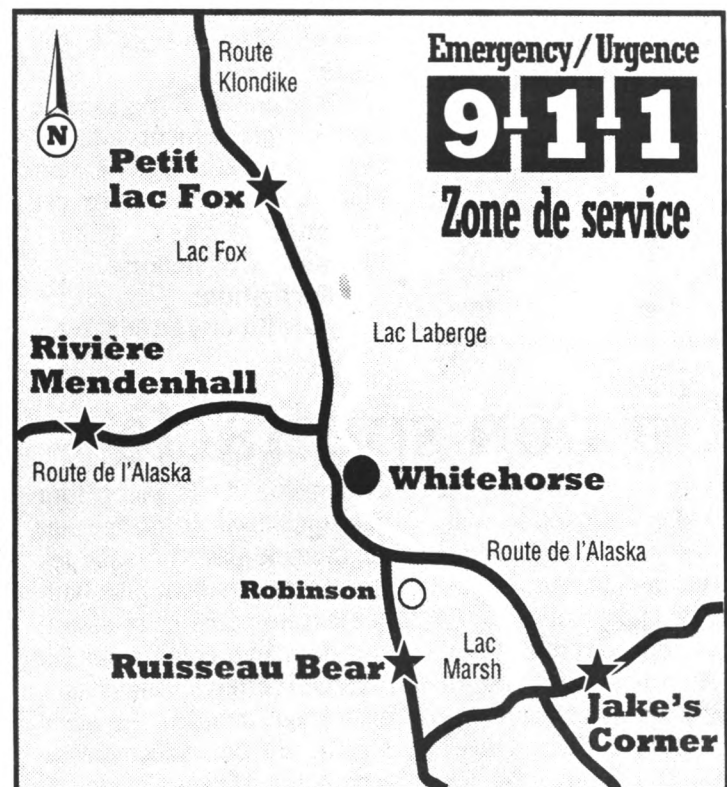 Route
Klondike
Emergency/Urgence
9-1-1
Zone de service
N
Petit
lac Fox
Lac Fox
Lac Laberge
Rivière
Mendenhall
Route de l'Alaska
Whitehorse
Route de l'Alaska
Robinson
Lac
Marsh
Ruisseau Bear
Jake's
Corner